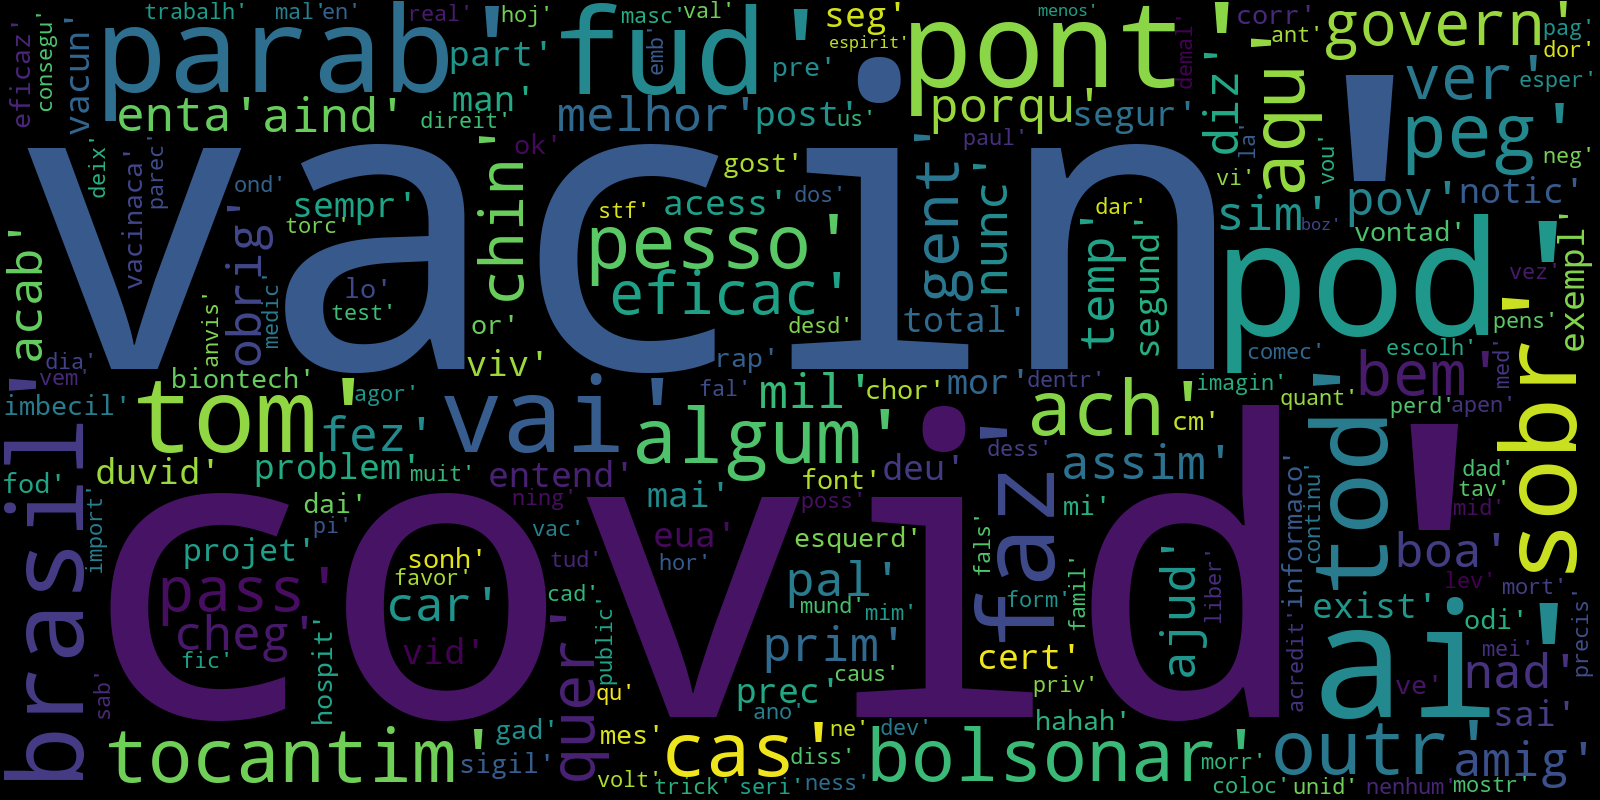 trabalh'
mal'
en'
real'
hoj'
masc'
val'
seg'
menos'
corr'
ant'
govern'
pag'
parab'
fud'
pont'
part'
emb'
espirit'
pre'
demal'
dor'
eficaz'
consegu'
vacun'
ver'
esper'
enta'
aind'
man'
direit'
melhor'
post'
us'
porqu'
segur'
diz'
aqu'
peg'
ok'
paul'
la'
neg'
deix'
vacinaca'
parec'
ond'
chin'
gost'
vi'
vou'
vacin'
sempr'
torc'
obrig'
stf'
acess'
dos'
gent'
nunc'
dar'
sim'
pov'
notic'
boz'
vontad'
exempl'
acab'
pesso'
eficac'
lo'
test'
medic'
anvis'
or'
desd'
total'
temp'
segund'
pod'
vez'
pens'
dia'
vem'
viv'
rap'
comec'
escolh'
med'
imbecil'
biontech'
tom'
agor'
vai'
fal'
mil'
chor'
mor'
dentr'
ach'
imagin'
quant'
bem'
perd'
apen'
sobr'
fez'
algum'
cm'
tod'
brasil'
fod'
duvid'
problem'
muit'
entend'
font'
deu'
dess'
assim'
dad'
tav'
import'
dai'
pi'
ning'
mai'
poss'
faz'
mi'
informaco'
continu'
mid'
covid'
projet'
sonh'
favor'
vac'
tud'
eua'
hor'
esquerd'
fals'
boa'
lev'
mort'
pass'
car'
cad'
pal'
mund'
mim'
form'
famil'
ajud'
liber'
exist'
odi'
cheg'
fic'
vid'
public'
prim'
cert'
acredit'
ai'
mei'
nad'
precis'
sab'
hospit'
quer'
qu'
prec'
caus'
priv'
ve'
tocantim'
gad'
sigil'
mes'
cas'
ano'
ne'
dev'
hahah'
sai'
diss'
bolsonar'
morr'
outr'
amig'
volt'
trick'
seri'
ness'
coloc'
unid'
nenhum'
mostr'